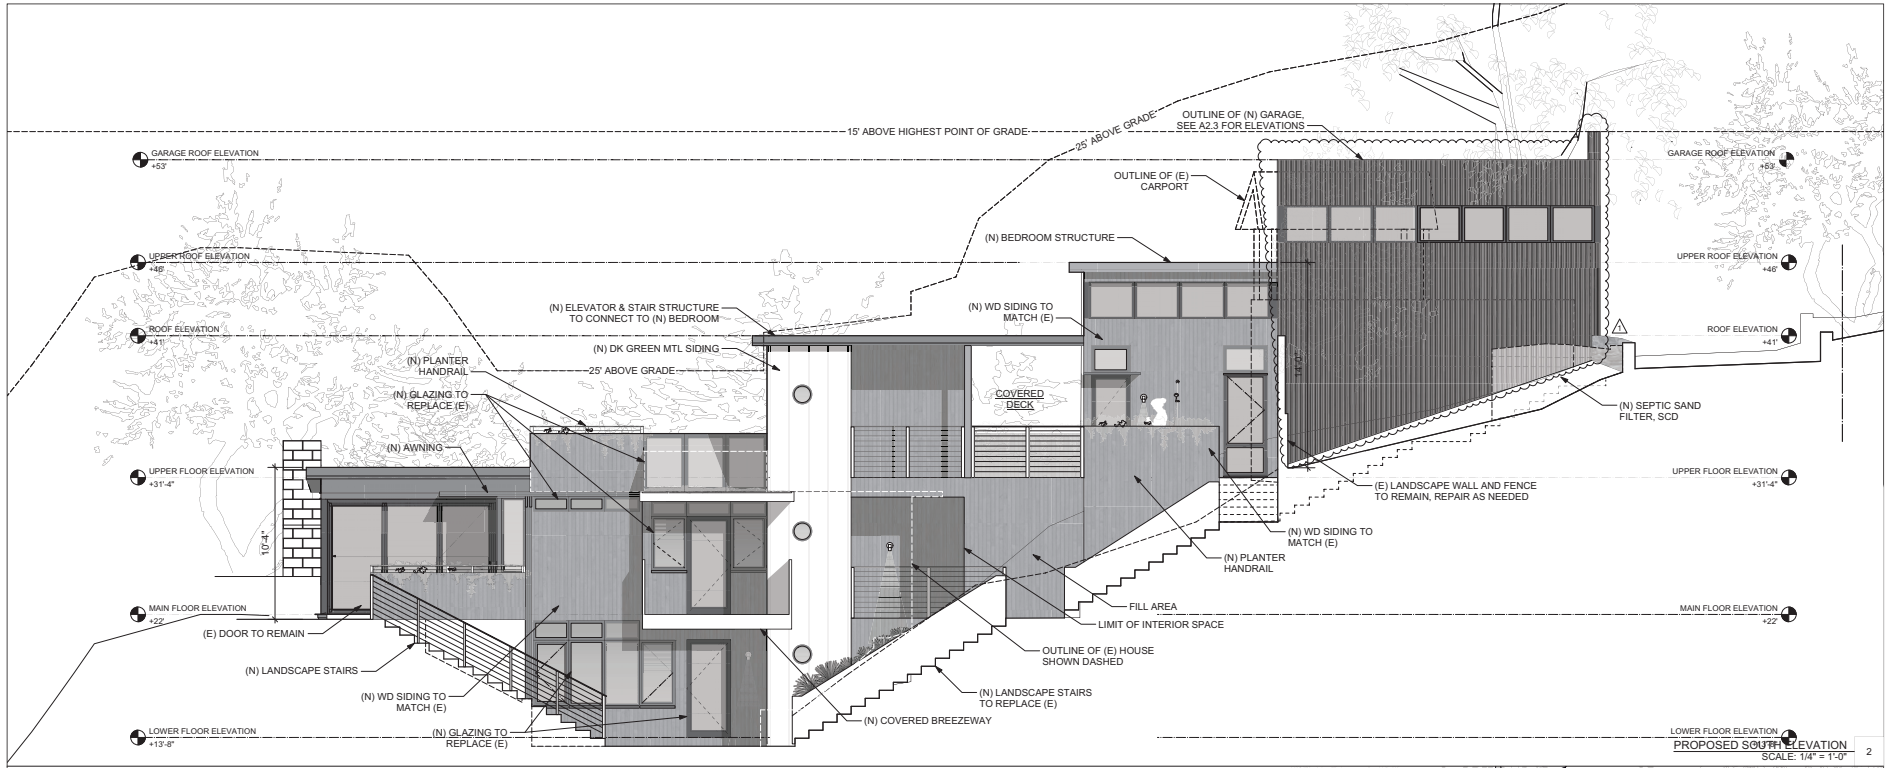 15' ABOVE HIGHEST POINT OF GRADE
25' ABOVE GRADE
OUTLINE OF (N) GARAGE,
SEE A2.3 FOR ELEVATIONS
GARAGE ROOF ELEVATION
+53'
GARAGE ROOF ELEVATION
+53'
OUTLINE OF (E)
CARPORT
(N) BEDROOM STRUCTURE
UPPER ROOF ELEVATION
+46'
UPPER ROOF ELEVATION
+46'
(N) ELEVATOR & STAIR STRUCTURE
TO CONNECT TO (N) BEDROOM
(N) WD SIDING TO
MATCH (E)
ROOF ELEVATION
+41'
1
ROOF ELEVATION
+41'
(N) DK GREEN MTL SIDING
(N) PLANTER
HANDRAIL
25' ABOVE GRADE
14'-0"
(N) GLAZING TO
REPLACE (E)
COVERED
DECK
(N) SEPTIC SAND
FILTER, SCD
(N) AWNING
UPPER FLOOR ELEVATION
+31'-4"
UPPER FLOOR ELEVATION
+31'-4"
(E) LANDSCAPE WALL AND FENCE
TO REMAIN, REPAIR AS NEEDED
10'-4"
(N) WD SIDING TO
MATCH (E)
(N) PLANTER
HANDRAIL
MAIN FLOOR ELEVATION
+22'
FILL AREA
MAIN FLOOR ELEVATION
+22'
LIMIT OF INTERIOR SPACE
(E) DOOR TO REMAIN
OUTLINE OF (E) HOUSE
SHOWN DASHED
(N) LANDSCAPE STAIRS
(N) WD SIDING TO
MATCH (E)
(N) LANDSCAPE STAIRS
TO REPLACE (E)
(N) COVERED BREEZEWAY
LOWER FLOOR ELEVATION
+13'-8"
(N) GLAZING TO
REPLACE (E)
LOWER FLOOR ELEVATION
+13'-8"
PROPOSED SOUTH ELEVATION
SCALE: 1/4" = 1'-0"
2